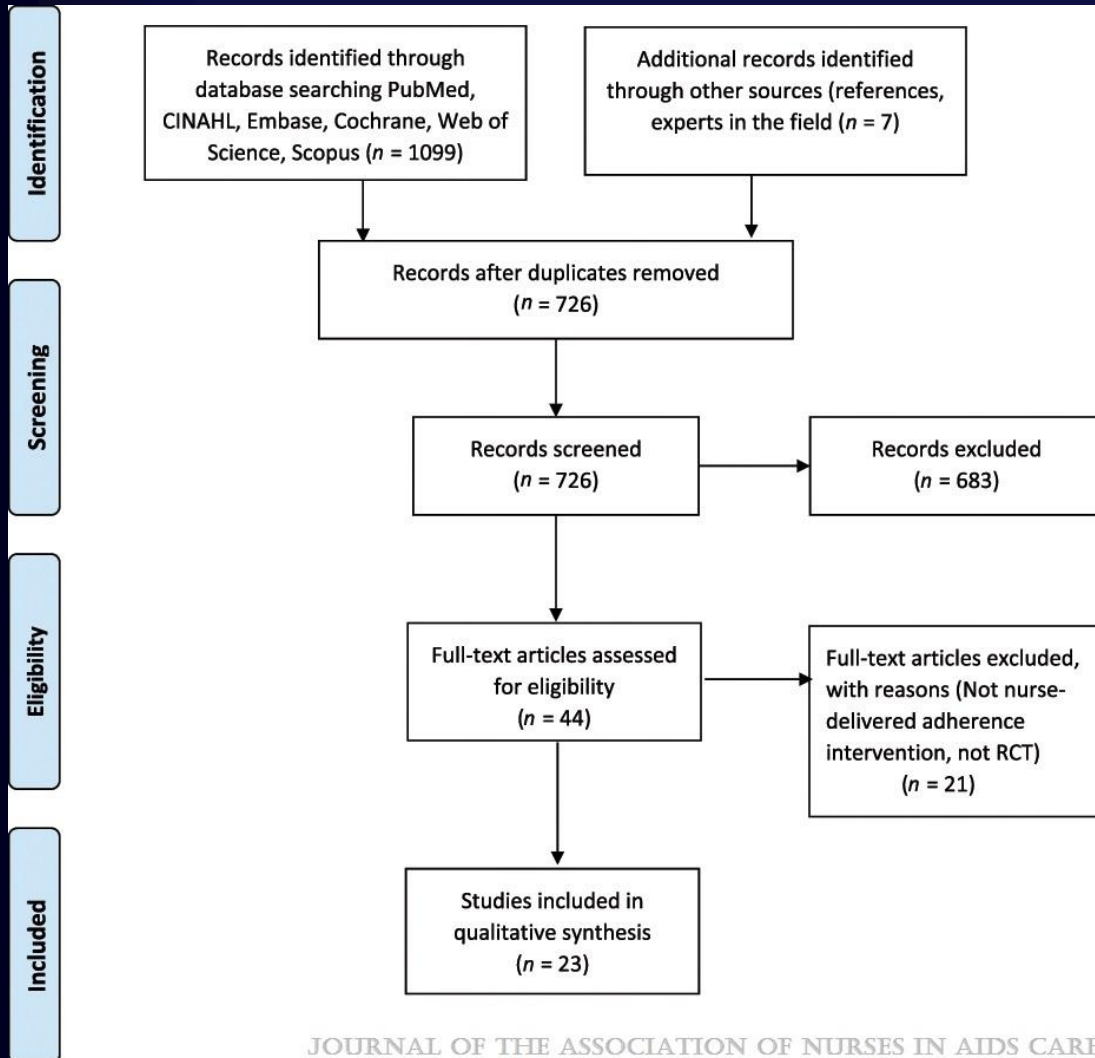 Identification
Records identified through
database searching PubMed,
CINAHL, Embase, Cochrane, Web of
Science, Scopus (n = 1099)
Additional records identified
through other sources (references,
experts in the field (n = 7)
Records after duplicates removed
(n = 726)
Screening
Records screened
(n = 726)
Records excluded
(n = 683)
Eligibility
Full-text articles assessed
for eligibility
(n = 44)
Full-text articles excluded,
with reasons (Not nurse-
delivered adherence
intervention, not RCT)
(n = 21)
Included
Studies included in
qualitative synthesis
(n = 23)
JOURNAL OF THE ASSOCIATION OF NURSES IN AIDS CARE